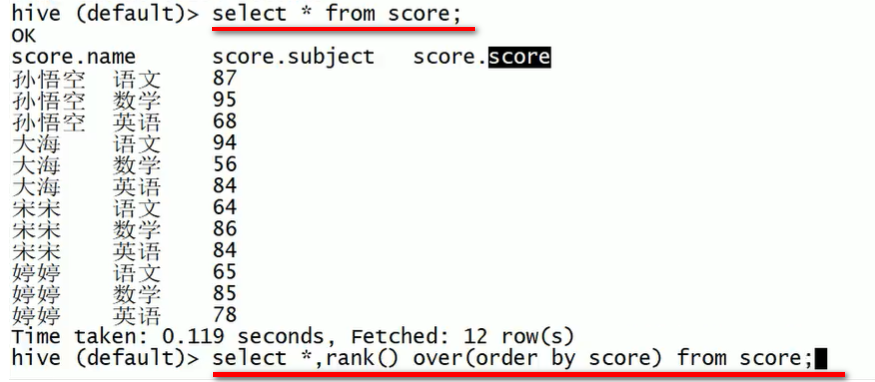 hive (default)> select * from score;
OK
score.name score.subject score.score
孙悟空 语文 87
孙悟空 数学 95
孙悟空 英语 68
大海 语文 94
大海 数学 56
大海 英语 84
宋宋 语文 64
宋宋 数学 86
宋宋 英语 84
婷婷 语文 65
婷婷 数学 85
婷婷 英语 78
Time taken: 0.119 seconds, Fetched: 12 row(s)
hive (default)> select *,rank() over(order by score) from score;